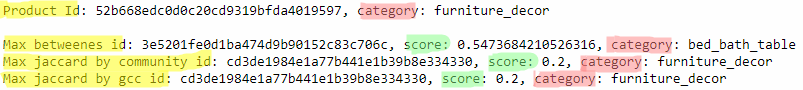 Product Id: 52b668edc0d0c20cd9319bfda4019597, category: furniture_decor
Max betweenes id: 3e5201fe0d1ba474d9b90152c83c706c, score: 0.5473684210526316, category: bed_bath_table
Max jaccard by community id: cd3de1984e1a77b441e1b39b8e334330, score: 0.2, category: furniture_decor
Max jaccard by gcc id: cd3de1984e1a77b441e1b39b8e334330, score: 0.2, category: furniture_decor